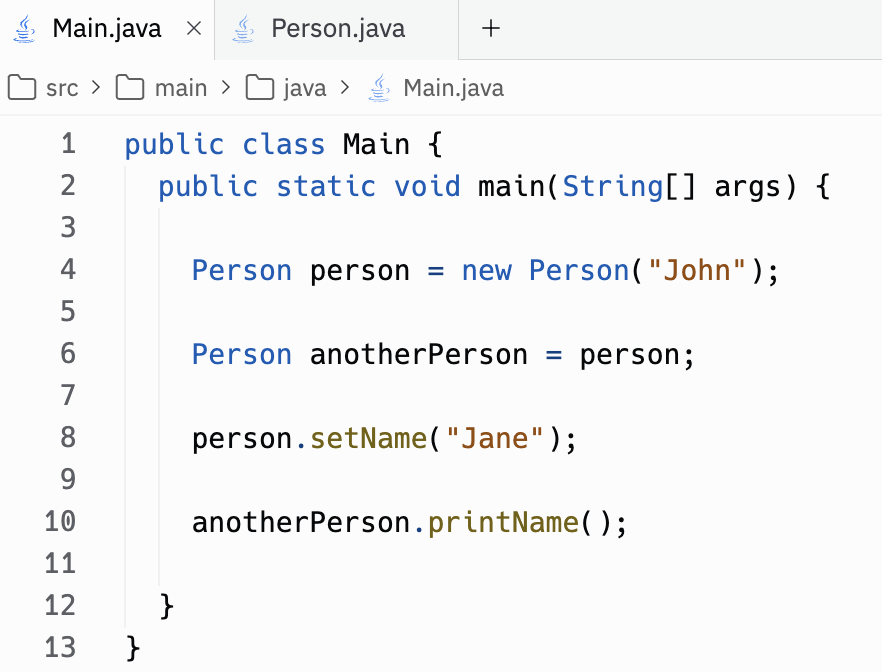 Main.java × Person.java +
src > main > java > Main.java
1 public class Main {
2 public static void main(String[] args) {
3
4 Person person = new Person("John");
5
6 Person anotherPerson = person;
7
8 person.setName("Jane");
9
10 anotherPerson.printName();
11
12 }
13 }